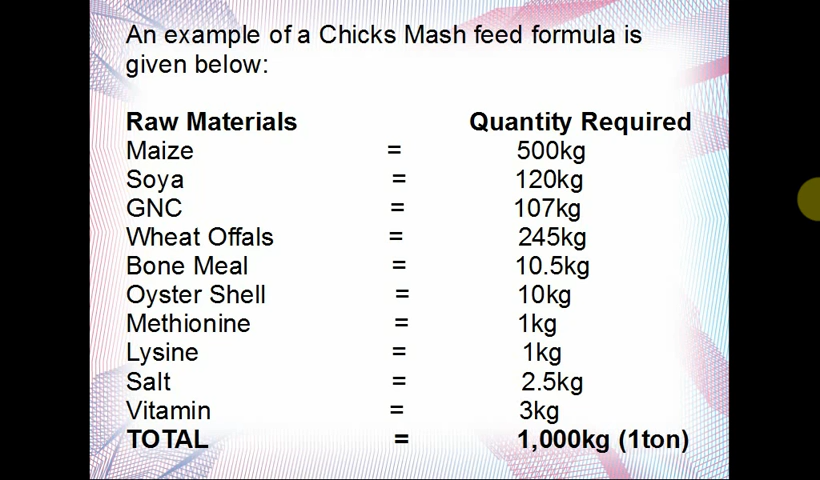 An example of a Chicks Mash feed formula is
given below:
Raw Materials Quantity Required
Maize = 500kg
Soya = 120kg
GNC = 107kg
Wheat Offals = 245kg
Bone Meal = 10.5kg
Oyster Shell = 10kg
Methionine = 1kg
Lysine = 1kg
Salt = 2.5kg
Vitamin = 3kg
TOTAL = 1,000kg (1ton)